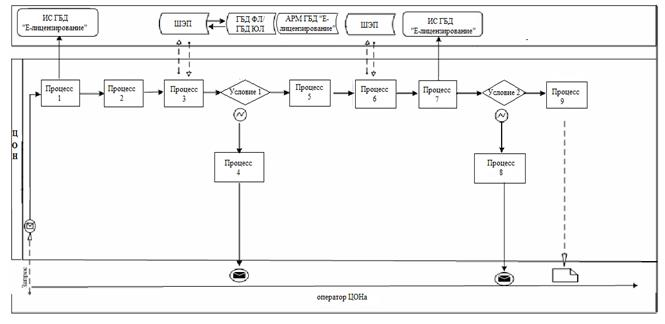 ИС ГБД
"Е-лицензирование"
ШЭП
ГБД ФЛ/
ГБД ЮЛ
АРМ ГБД "Е-
лицензирование"
ШЭП
ИС ГБД
"Е-лицензирование"
ЦОН
Процесс
1
Процесс
2
Процесс
3
Условие 1
Процесс
5
Процесс
6
Процесс
7
Условие 2
Процесс
9
Процесс
4
Процесс
8
Запрос
оператор ЦОНа